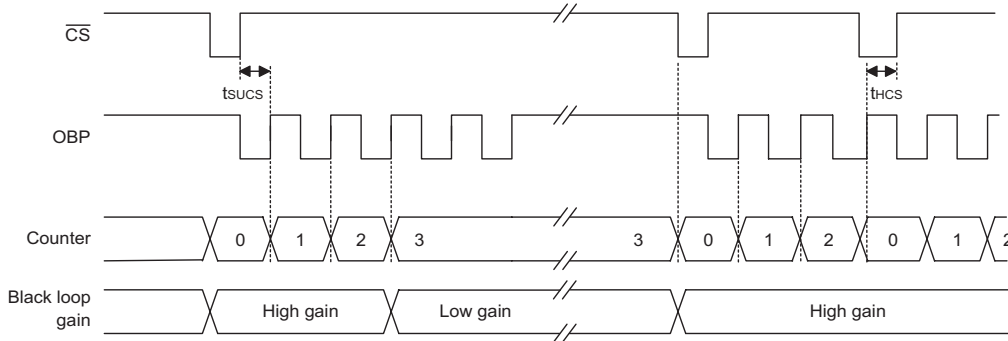 CS
tSUCS
tHCS
OBP
Counter
0 1 2 3 3 0 1 2 0 1 2
Black loop
gain
High gain Low gain High gain